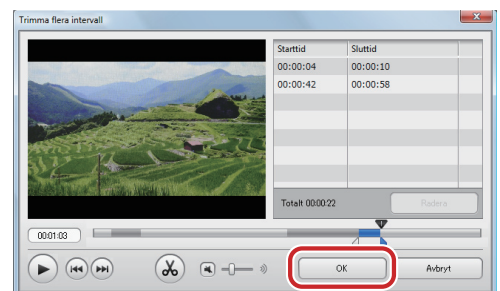 Trimma flera intervall
Starttid Sluttid
00:00:04 00:00:10
00:00:42 00:00:58
Totalt 00:00:22 Radera
00:01:03
OK Avbryt